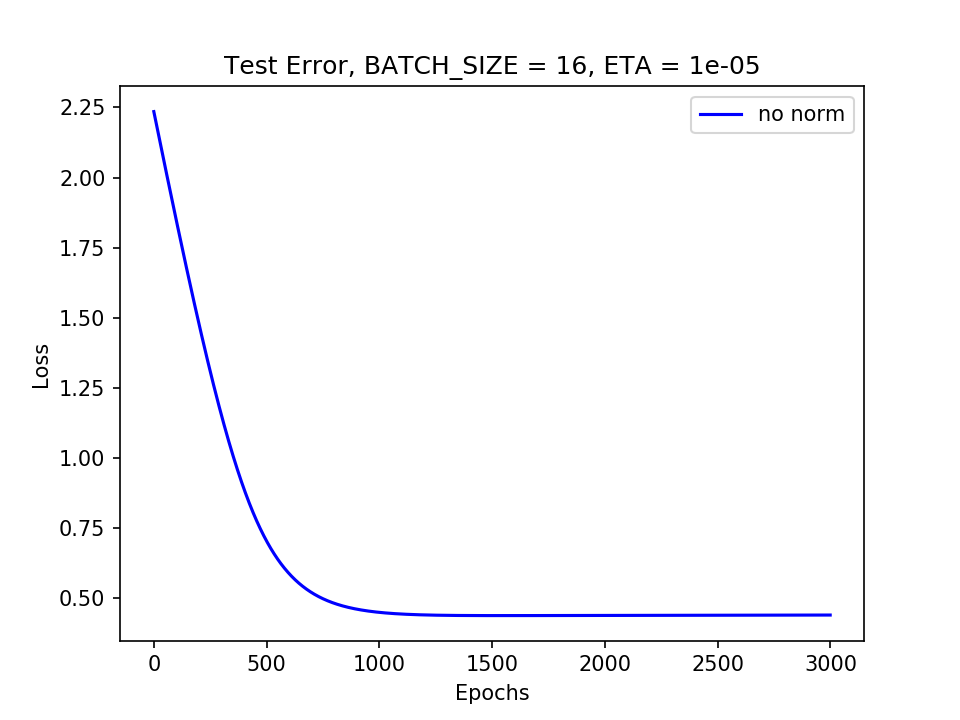 Test Error, BATCH_SIZE = 16, ETA = 1e-05
no norm
2.25
2.00
1.75
1.50
1.25
1.00
0.75
0.50
Loss
0 500 1000 1500 2000 2500 3000
Epochs